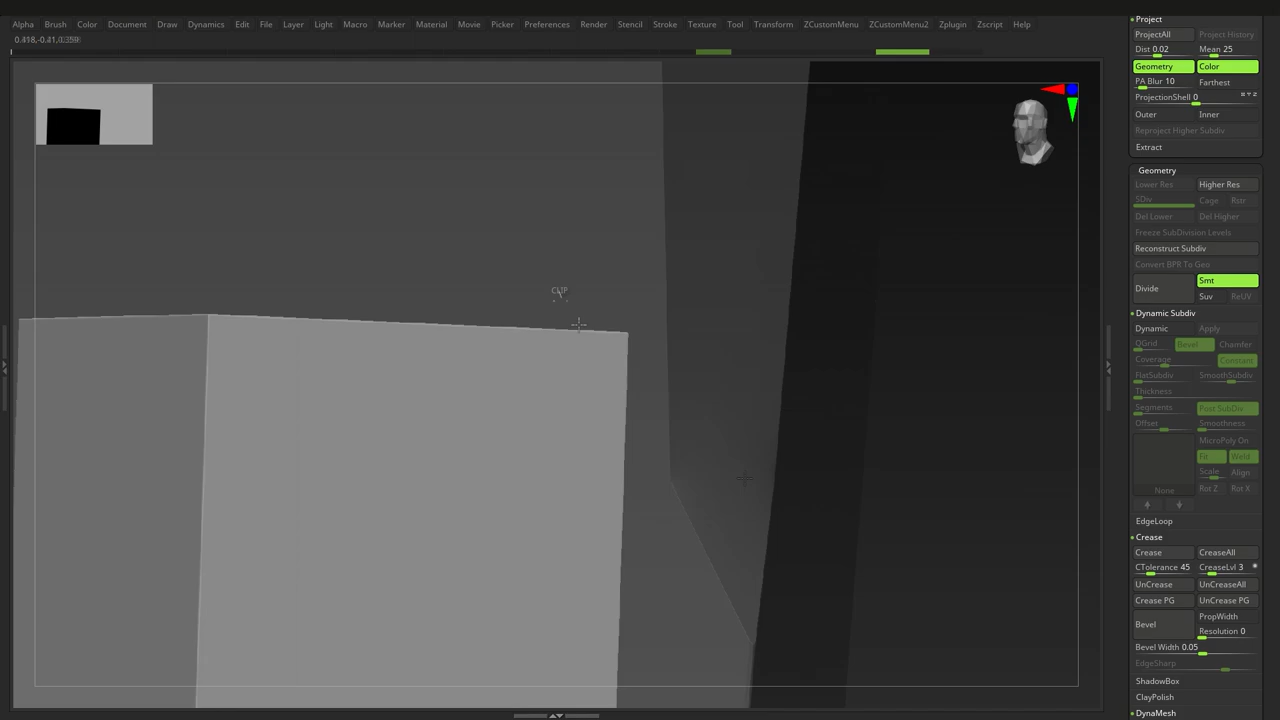 Alpha Brush Color Document Draw Dynamics Edit File Layer Light Macro Marker Material Movie Picker Preferences Render Stencil Stroke Texture Tool Transform ZCustomMenu ZCustomMenu2 Zplugin Zscript Help
CLIP
Project
ProjectAll Project History
Dist 0.02 Mean 25
Geometry Color
PA Blur 10 Farthest
ProjectionShell 0
Outer Inner
Reproject Higher Subdiv
Extract
Geometry
Lower Res Higher Res
SDiv Cage Rstr
Del Lower Del Higher
Freeze SubDivision Levels
Reconstruct Subdiv
Convert BPR To Geo
Divide Smt
Suv ReUV
Dynamic Subdiv
Dynamic Apply
QGrid Bevel Chamfer
Coverage Constant
FlatSubdiv SmoothSubdiv
Thickness
Segments Post SubDiv
Offset Smoothness
MicroPoly On
Fit Weld
Scale Align
None Rot Z Rot X
EdgeLoop
Crease
Crease CreaseAll
CTolerance 45 CreaseLvl 3
UnCrease UnCreaseAll
Crease PG UnCrease PG
Bevel PropWidth
Resolution 0
Bevel Width 0.05
EdgeSharp
ShadowBox
ClayPolish
DynaMesh